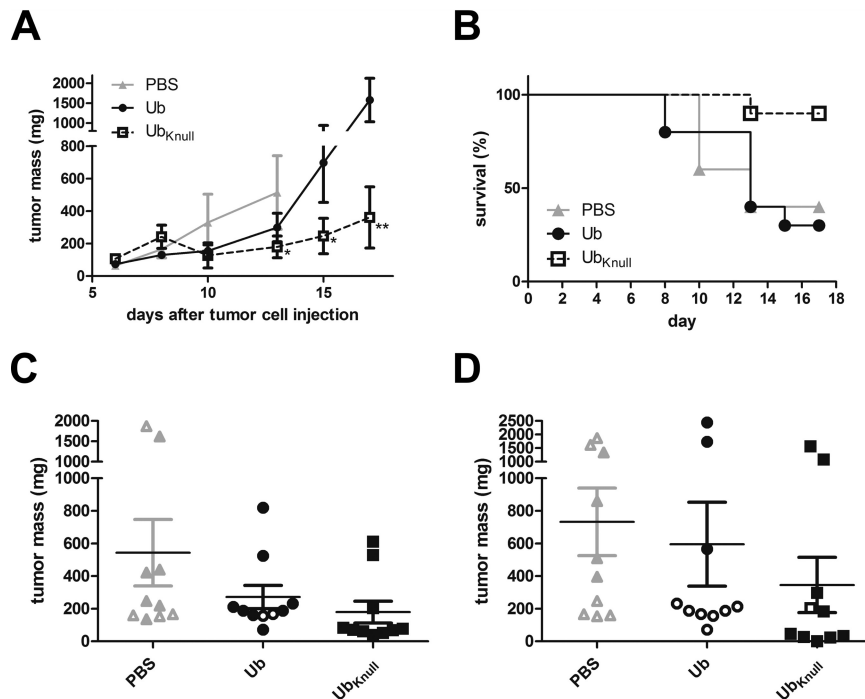 A
tumor mass (mg)
2000
1500
1000
800
600
400
200
0
PBS
Ub
UbKnull
*
*
**
5
10
15
days after tumor cell injection
B
survival (%)
100
50
0
PBS
Ub
UbKnull
0 2 4 6 8 10 12 14 16 18
day
C
tumor mass (mg)
2000
1500
1000
1000
800
600
400
200
0
PBS
Ub
UbKnull
D
tumor mass (mg)
2500
2000
1500
1000
1000
800
600
400
200
0
PBS
Ub
UbKnull